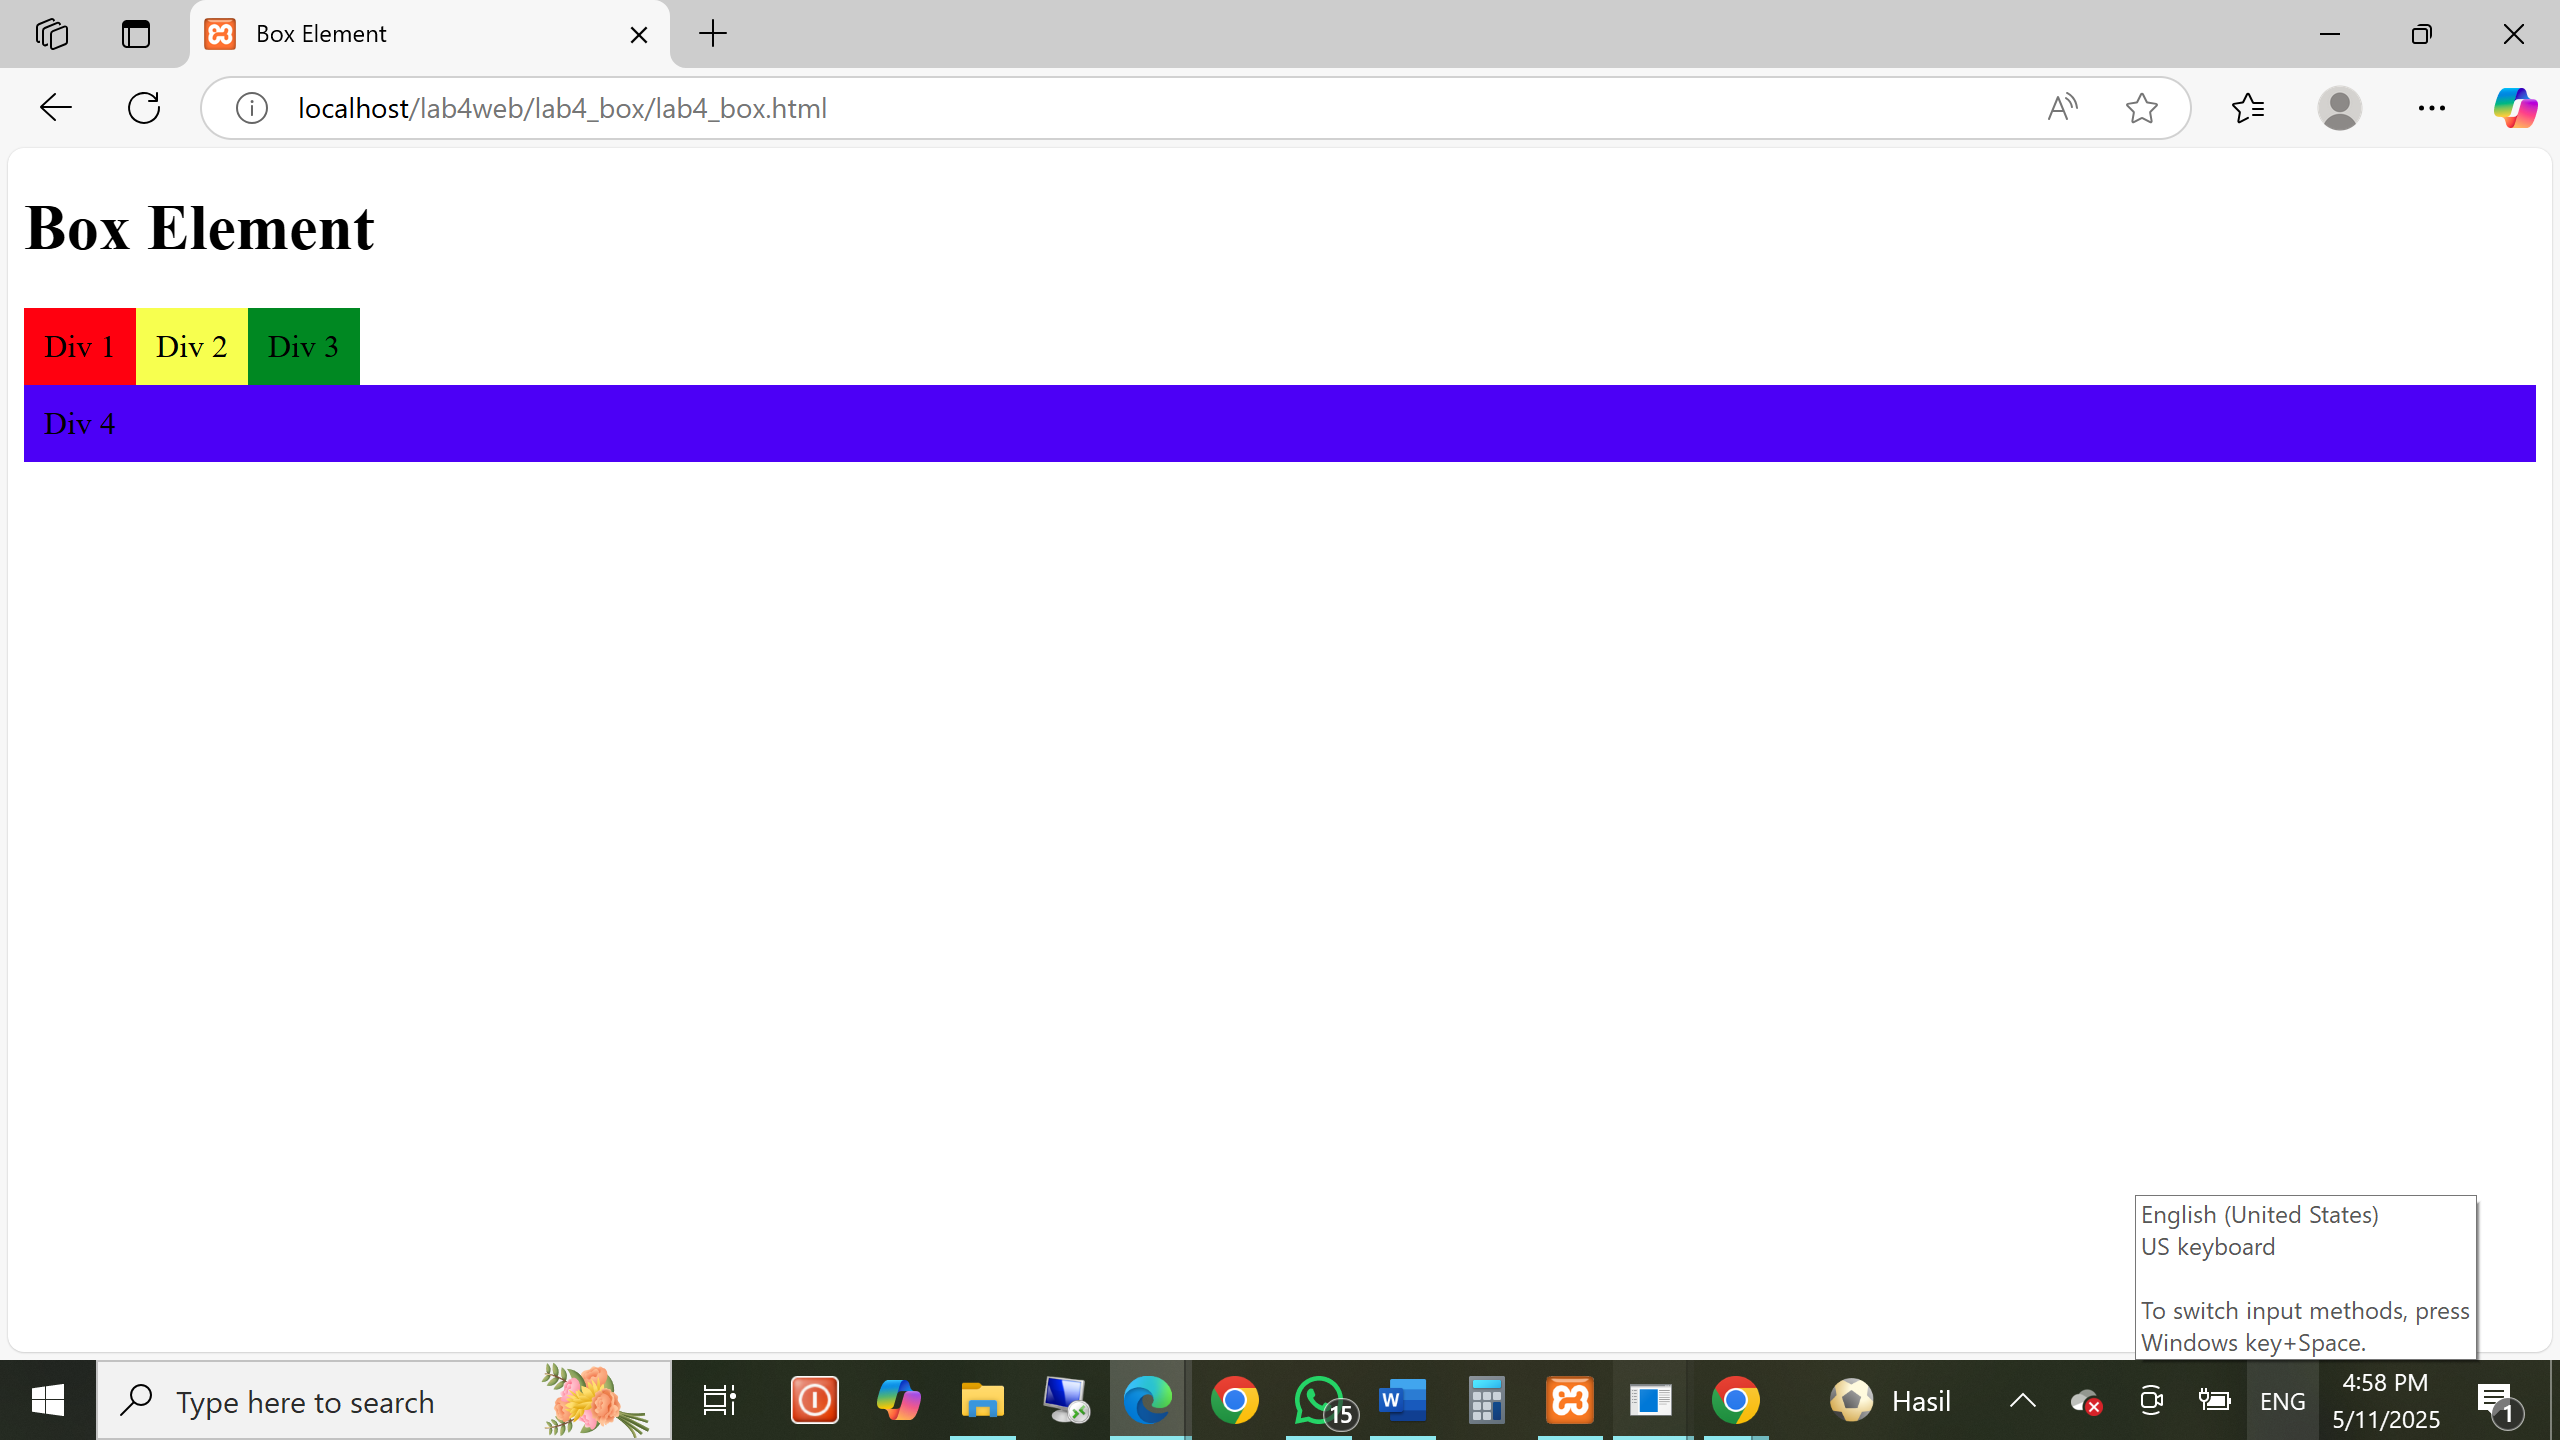 Box Element
localhost/lab4web/lab4_box/lab4_box.html
Box Element
Div 1 Div 2 Div 3
Div 4
English (United States)
US keyboard
To switch input methods, press
Windows key+Space.
Type here to search
15
W
Hasil
ENG
4:58 PM
5/11/2025
1